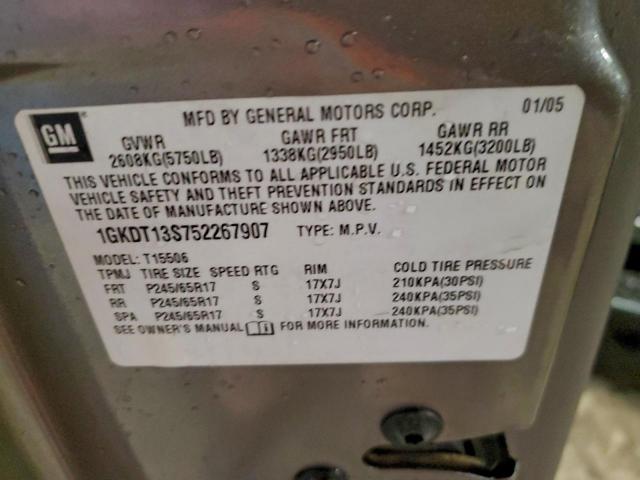 GM
MFD BY GENERAL MOTORS CORP. 01/05
GVWR GAWR FRT GAWR RR
2608KG(5750LB) 1338KG(2950LB) 1452KG(3200LB)
THIS VEHICLE CONFORMS TO ALL APPLICABLE U.S. FEDERAL MOTOR
VEHICLE SAFETY AND THEFT PREVENTION STANDARDS IN EFFECT ON
THE DATE OF MANUFACTURE SHOWN ABOVE.
1GKDT13S752267907 TYPE: M.P.V.
MODEL: T15506
TPMJ TIRE SIZE SPEED RTG RIM COLD TIRE PRESSURE
FRT P245/65R17 S 17X7J 210KPA(30PSI)
RR P245/65R17 S 17X7J 240KPA(35PSI)
SPA P245/65R17 S 17X7J 240KPA(35PSI)
SEE OWNER'S MANUAL FOR MORE INFORMATION.